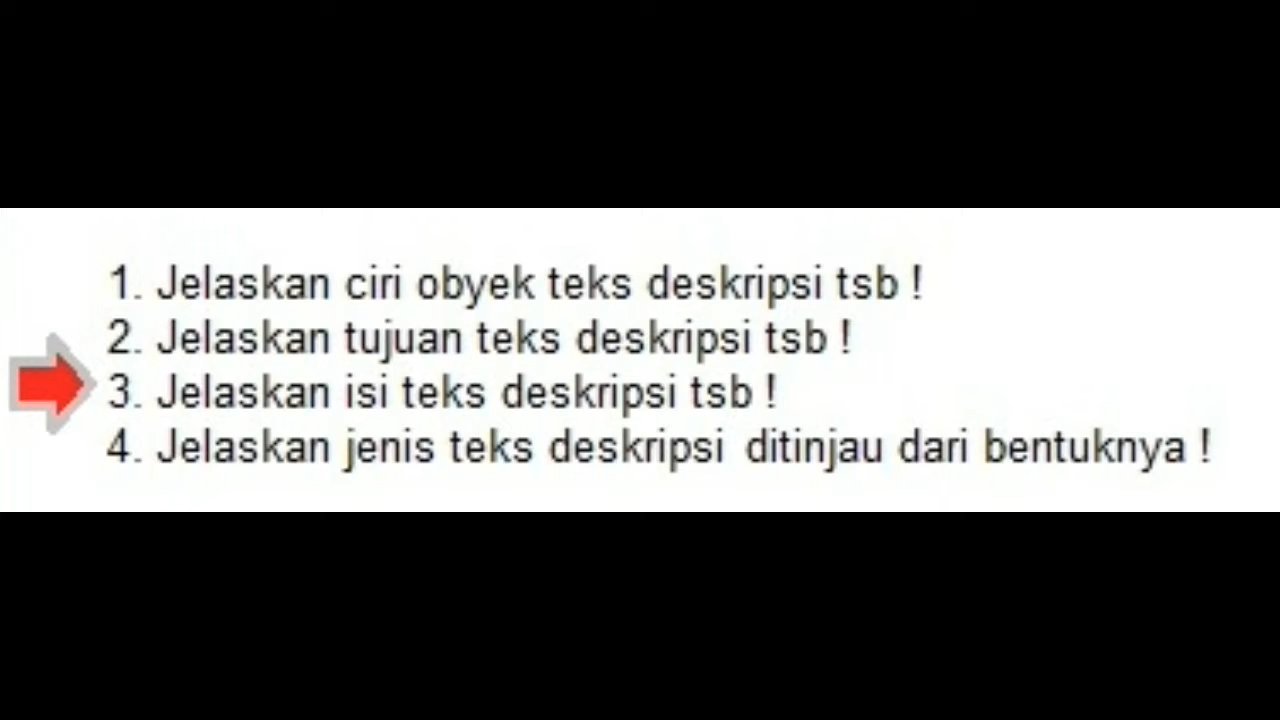 1. Jelaskan ciri obyek teks deskripsi tsb !
2. Jelaskan tujuan teks deskripsi tsb !
3. Jelaskan isi teks deskripsi tsb !
4. Jelaskan jenis teks deskripsi ditinjau dari bentuknya !